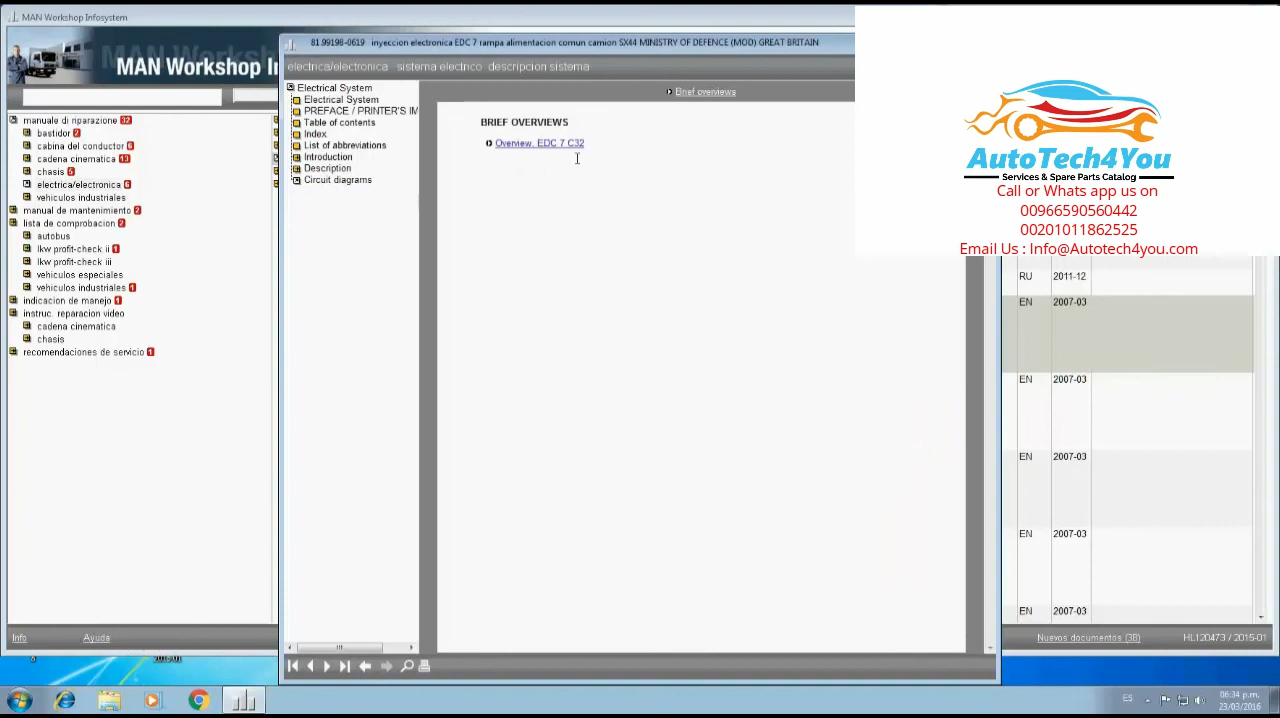 MAN Workshop Infosystem
MAN Workshop I
manuale di riparazione 32
bastidor 2
cabina del conductor 6
cadena cinematica 13
chasis 5
electrica/electronica 6
vehiculos industriales
manual de mantenimiento 2
lista de comprobacion 2
autobus
lkw profit-check ii 1
lkw profit-check iii
vehiculos especiales
vehiculos industriales 1
indicacion de manejo 1
instruc. reparacion video
cadena cinematica
chasis
recomendaciones de servicio 1
Info
Ayuda
81.99198-0619 inyeccion electronica EDC 7 rampa alimentacion comun camion SX44 MINISTRY OF DEFENCE (MOD) GREAT BRITAIN
electrica/electronica sistema electrico descripcion sistema
Electrical System
Electrical System
PREFACE / PRINTER'S IM
Table of contents
Index
List of abbreviations
Introduction
Description
Circuit diagrams
Brief overviews
BRIEF OVERVIEWS
Overview, EDC 7 C32
AutoTech4You
Services & Spare Parts Catalog
Call or Whats app us on
00966590560442
00201011862525
Email Us : Info@Autotech4you.com
RU 2011-12
EN 2007-03
EN 2007-03
EN 2007-03
EN 2007-03
EN 2007-03
Nuevos documentos (38)
HL120473 / 2015-01
2015-01
ES
06:34 p.m.
23/03/2016